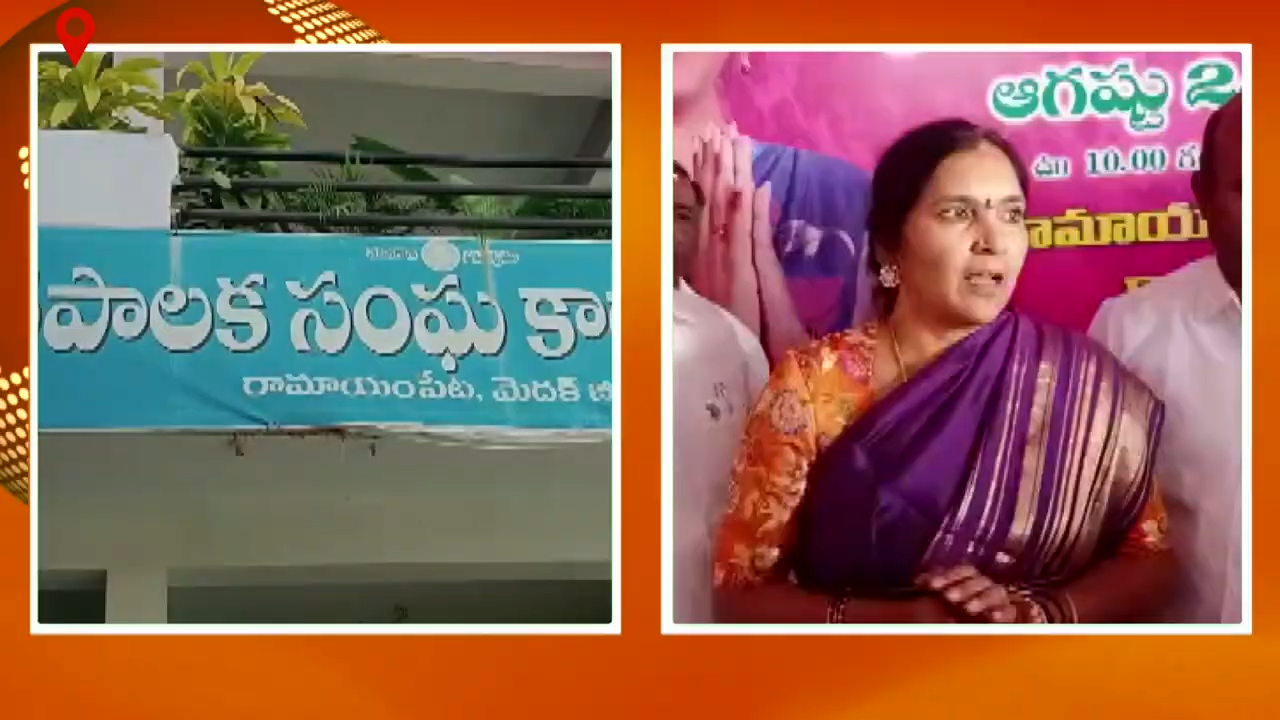 పాలక సంఘ కా
రామాయంపేట, మెదక్ జి
ఆగష్టు 2
ఉ॥ 10.00 గ
రామాయ